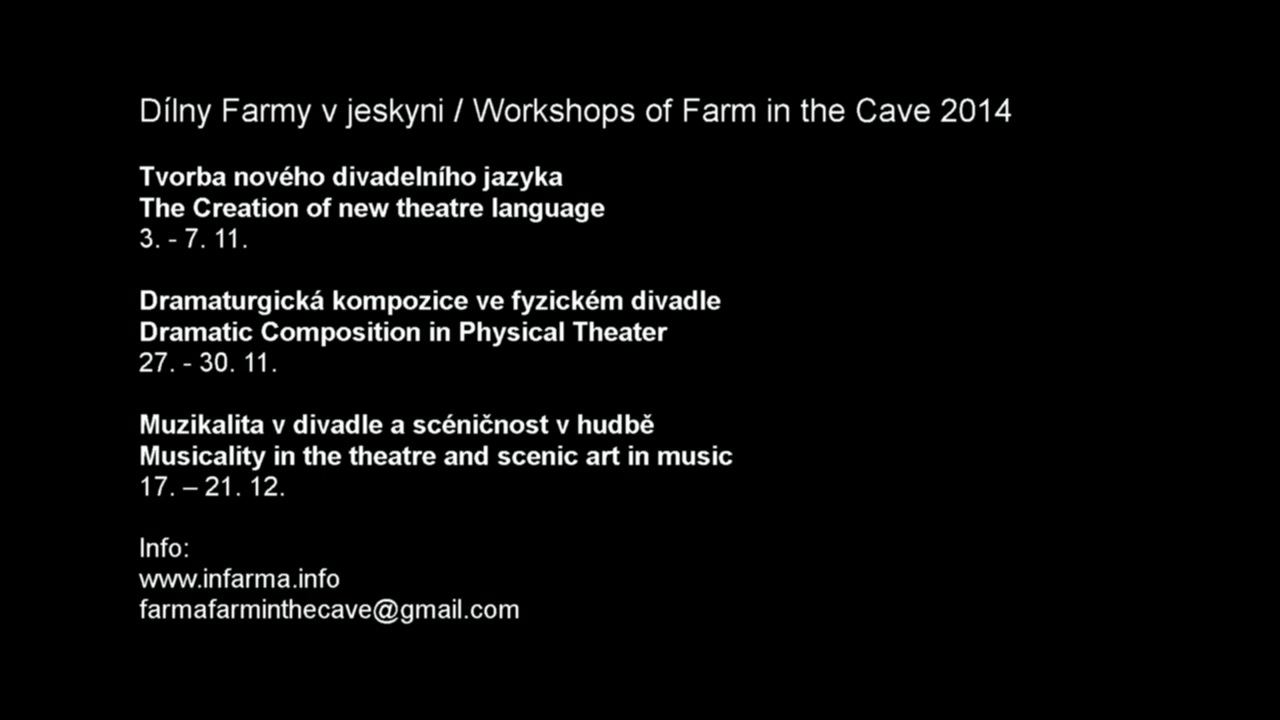 Dílny Farmy v jeskyni / Workshops of Farm in the Cave 2014
Tvorba nového divadelního jazyka
The Creation of new theatre language
3. - 7. 11.
Dramaturgická kompozice ve fyzickém divadle
Dramatic Composition in Physical Theater
27. - 30. 11.
Muzikalita v divadle a scéničnost v hudbě
Musicality in the theatre and scenic art in music
17. – 21. 12.
Info:
www.infarma.info
farmafarminthecave@gmail.com